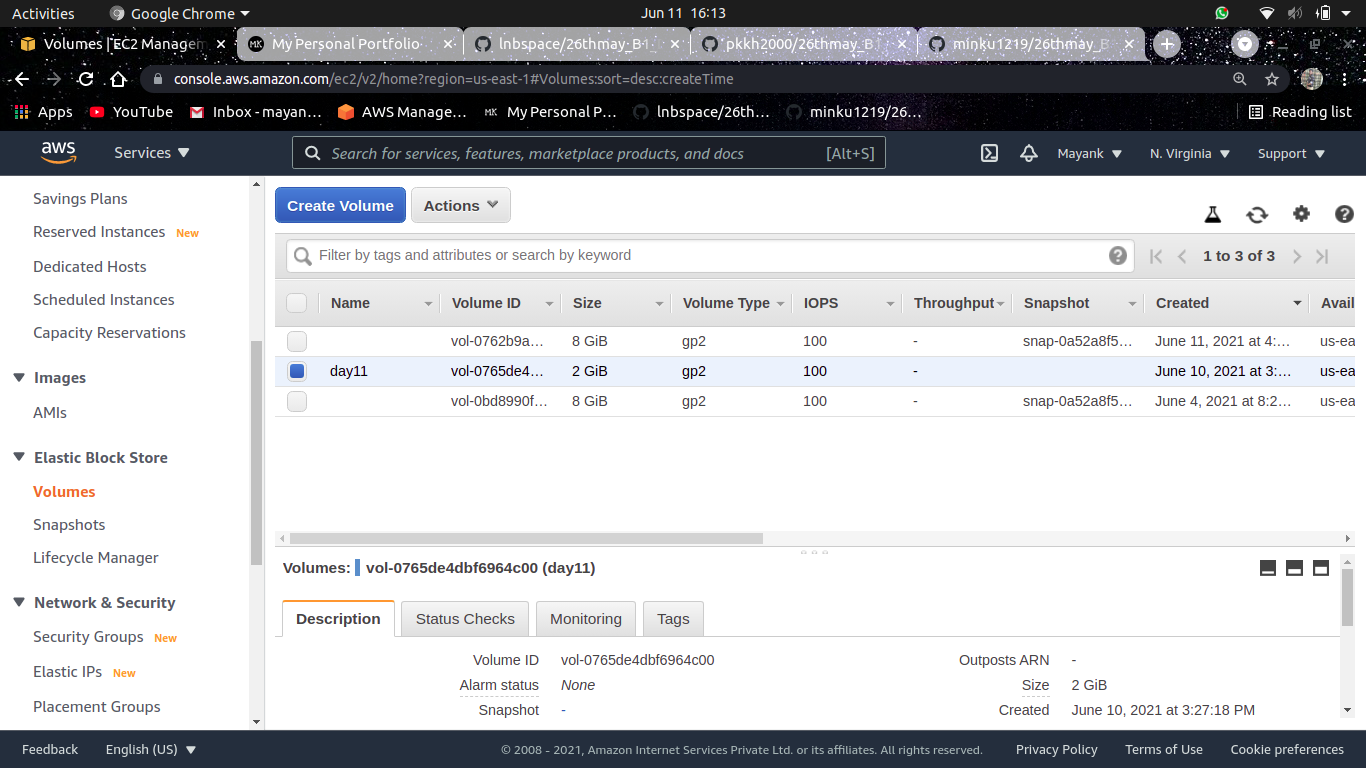 Activities Google Chrome Jun 11 16:13
Volumes | EC2 Managem × My Personal Portfolio × lnbspace/26thmay_B1 × pkkh2000/26thmay_B1 × minku1219/26thmay_B × +
console.aws.amazon.com/ec2/v2/home?region=us-east-1#Volumes:sort=desc:createTime
Apps YouTube Inbox - mayan… AWS Manage… MK My Personal P… lnbspace/26th… minku1219/26… Reading list
aws Services Search for services, features, marketplace products, and docs [Alt+S] Mayank N. Virginia Support
Savings Plans
Reserved Instances New
Dedicated Hosts
Scheduled Instances
Capacity Reservations
Images
AMIs
Elastic Block Store
Volumes
Snapshots
Lifecycle Manager
Network & Security
Security Groups New
Elastic IPs New
Placement Groups
Create Volume Actions
Filter by tags and attributes or search by keyword 1 to 3 of 3
Name Volume ID Size Volume Type IOPS Throughput Snapshot Created Avail
vol-0762b9a… 8 GiB gp2 100 - snap-0a52a8f5… June 11, 2021 at 4:… us-ea
day11 vol-0765de4… 2 GiB gp2 100 - June 10, 2021 at 3:… us-ea
vol-0bd8990f… 8 GiB gp2 100 - snap-0a52a8f5… June 4, 2021 at 8:2… us-ea
Volumes: vol-0765de4dbf6964c00 (day11)
Description Status Checks Monitoring Tags
Volume ID vol-0765de4dbf6964c00 Outposts ARN -
Alarm status None Size 2 GiB
Snapshot - Created June 10, 2021 at 3:27:18 PM
Feedback English (US) © 2008 - 2021, Amazon Internet Services Private Ltd. or its affiliates. All rights reserved. Privacy Policy Terms of Use Cookie preferences